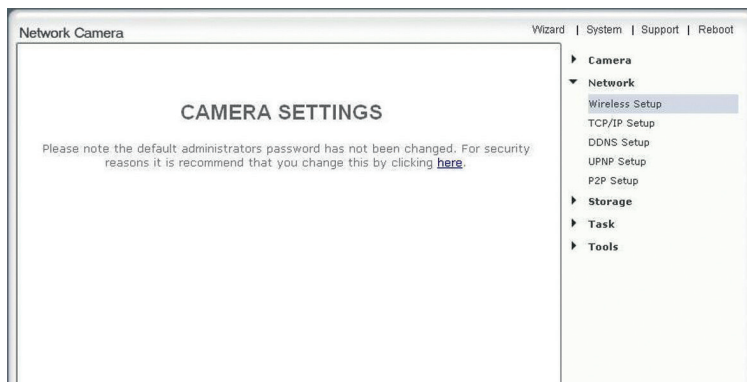 Network Camera
Wizard | System | Support | Reboot
CAMERA SETTINGS
Please note the default administrators password has not been changed. For security
reasons it is recommend that you change this by clicking here.
Camera
Network
Wireless Setup
TCP/IP Setup
DDNS Setup
UPNP Setup
P2P Setup
Storage
Task
Tools